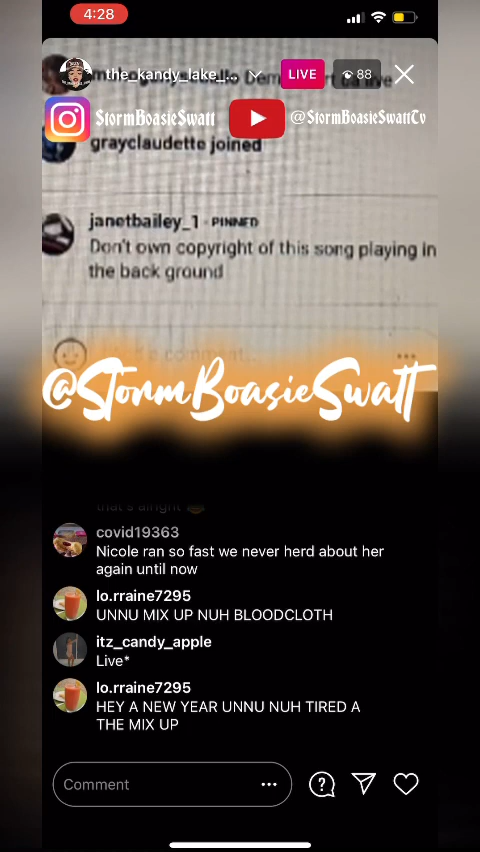 4:28
the_kandy_lake_...
LIVE
88
StormBoasieSwatt
@StormBoasieSwattTv
grayclaudette joined
janetbailey_1 · PINNED
Don't own copyright of this song playing in
the back ground
@StormBoasieSwatt
that's alright
covid19363
Nicole ran so fast we never herd about her
again until now
lo.rraine7295
UNNU MIX UP NUH BLOODCLOTH
itz_candy_apple
Live*
lo.rraine7295
HEY A NEW YEAR UNNU NUH TIRED A
THE MIX UP
Comment